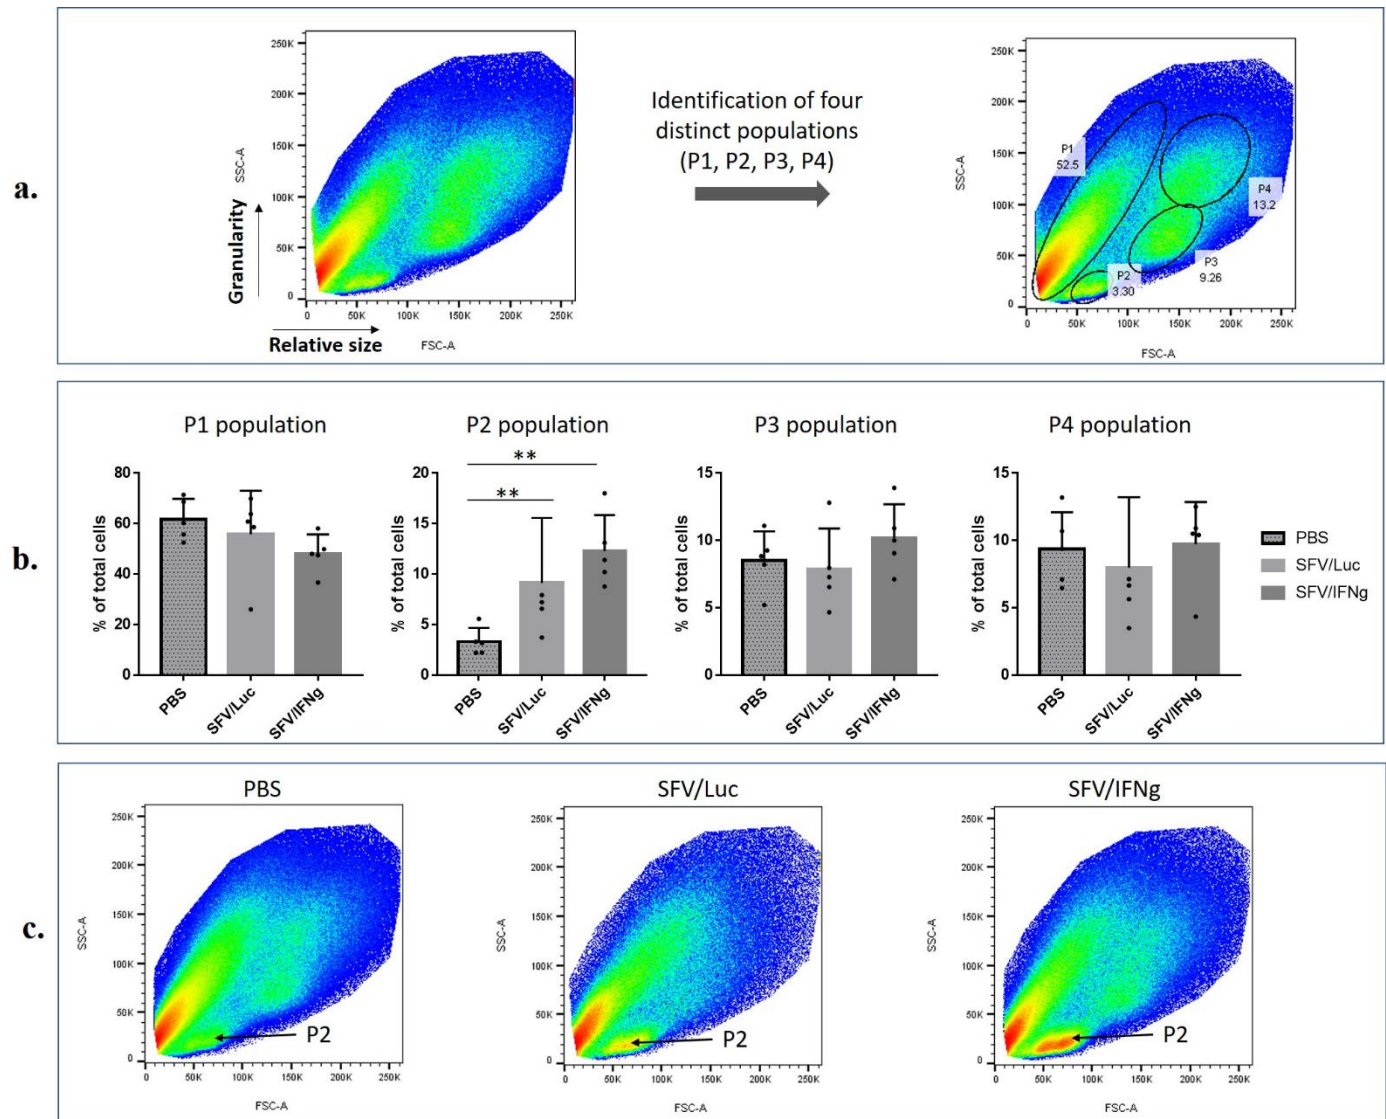 a.
250K
200K
150K
100K
50K
0
SSC-A
Granularity
0 50K 100K 150K 200K 250K
Relative size
FSC-A
Identification of four
distinct populations
(P1, P2, P3, P4)
250K
200K
150K
100K
50K
0
SSC-A
P1
52.5
P4
13.2
P3
9.26
P2
3.30
0 50K 100K 150K 200K 250K
FSC-A
b.
P1 population
80
60
40
20
0
% of total cells
PBS
SFV/Luc
SFV/IFNg
P2 population
20
15
10
5
0
% of total cells
**
**
PBS
SFV/Luc
SFV/IFNg
P3 population
15
10
5
0
% of total cells
PBS
SFV/Luc
SFV/IFNg
P4 population
15
10
5
0
% of total cells
PBS
SFV/Luc
SFV/IFNg
PBS
SFV/Luc
SFV/IFNg
c.
PBS
250K
200K
150K
100K
50K
0
SSC-A
P2
0 50K 100K 150K 200K 250K
FSC-A
SFV/Luc
250K
200K
150K
100K
50K
0
SSC-A
P2
0 50K 100K 150K 200K 250K
FSC-A
SFV/IFNg
250K
200K
150K
100K
50K
0
SSC-A
P2
0 50K 100K 150K 200K 250K
FSC-A